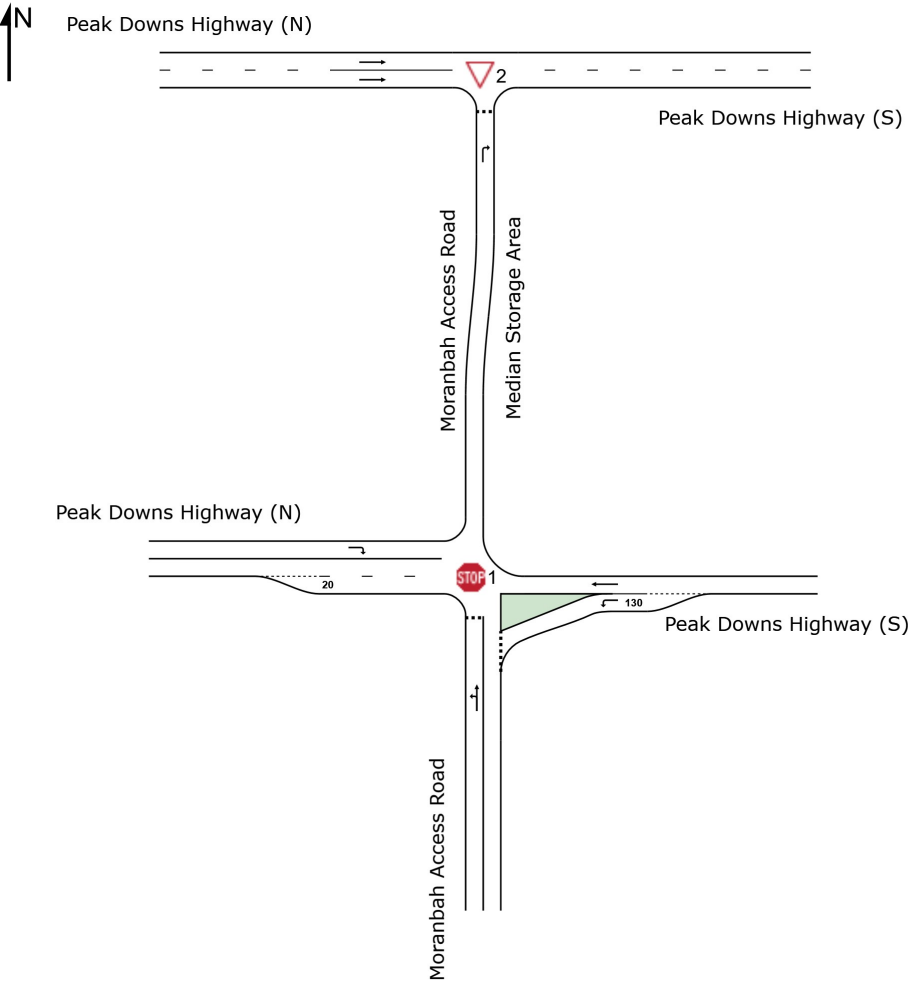 N
Peak Downs Highway (N)
2
Peak Downs Highway (S)
Moranbah Access Road
Median Storage Area
Peak Downs Highway (N)
STOP 1
20
130
Peak Downs Highway (S)
Moranbah Access Road